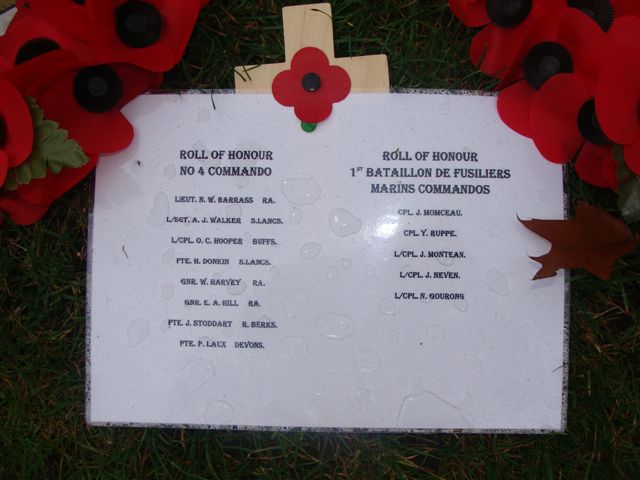 ROLL OF HONOUR
NO 4 COMMANDO
LIEUT. N. W. BARRASS RA.
L/SGT. A. J. WALKER S.LANCS.
L/CPL. O. C. HOOPER BUFFS.
PTE. H. DONKIN S.LANCS.
GNR. W. HARVEY RA.
GNR. E. A. HILL RA.
PTE. J. STODDART R. BERKS.
PTE. P. LAUX DEVONS.
ROLL OF HONOUR
1ST BATAILLON DE FUSILIERS
MARINS COMMANDOS
CPL. J. MOMCEAU.
CPL. Y. RUPPE.
L/CPL. J. MONTEAN.
L/CPL. J. NEVEN.
L/CPL. N. GOURONG